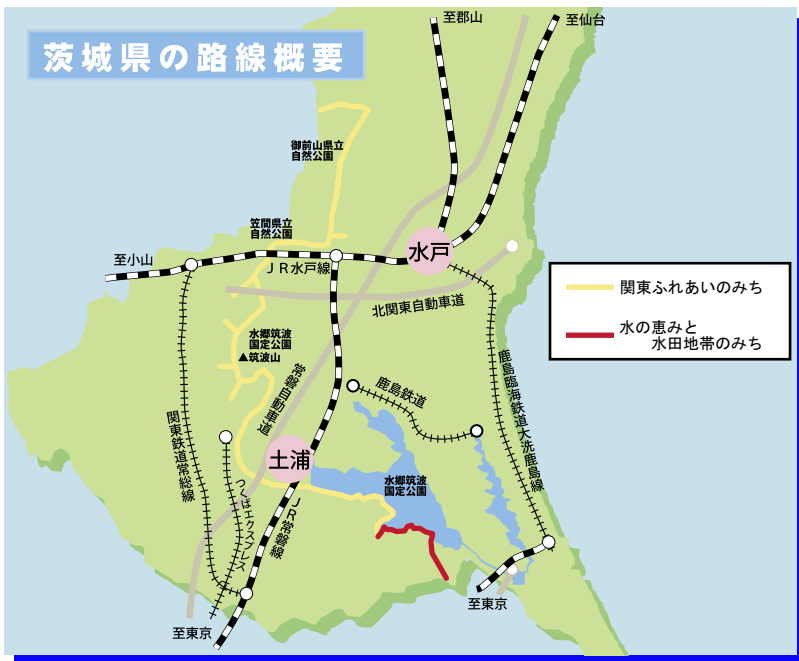 茨城県の路線概要
至郡山
至仙台
御前山県立
自然公園
笠間県立
自然公園
水戸
至小山
JR水戸線
北関東自動車道
関東ふれあいのみち
水の恵みと
水田地帯のみち
水郷筑波
国定公園
▲筑波山
常磐自動車道
鹿島鉄道
鹿島臨海鉄道大洗鹿島線
関東鉄道常総線
土浦
水郷筑波
国定公園
つくばエクスプレス
JR常磐線
至東京
至東京